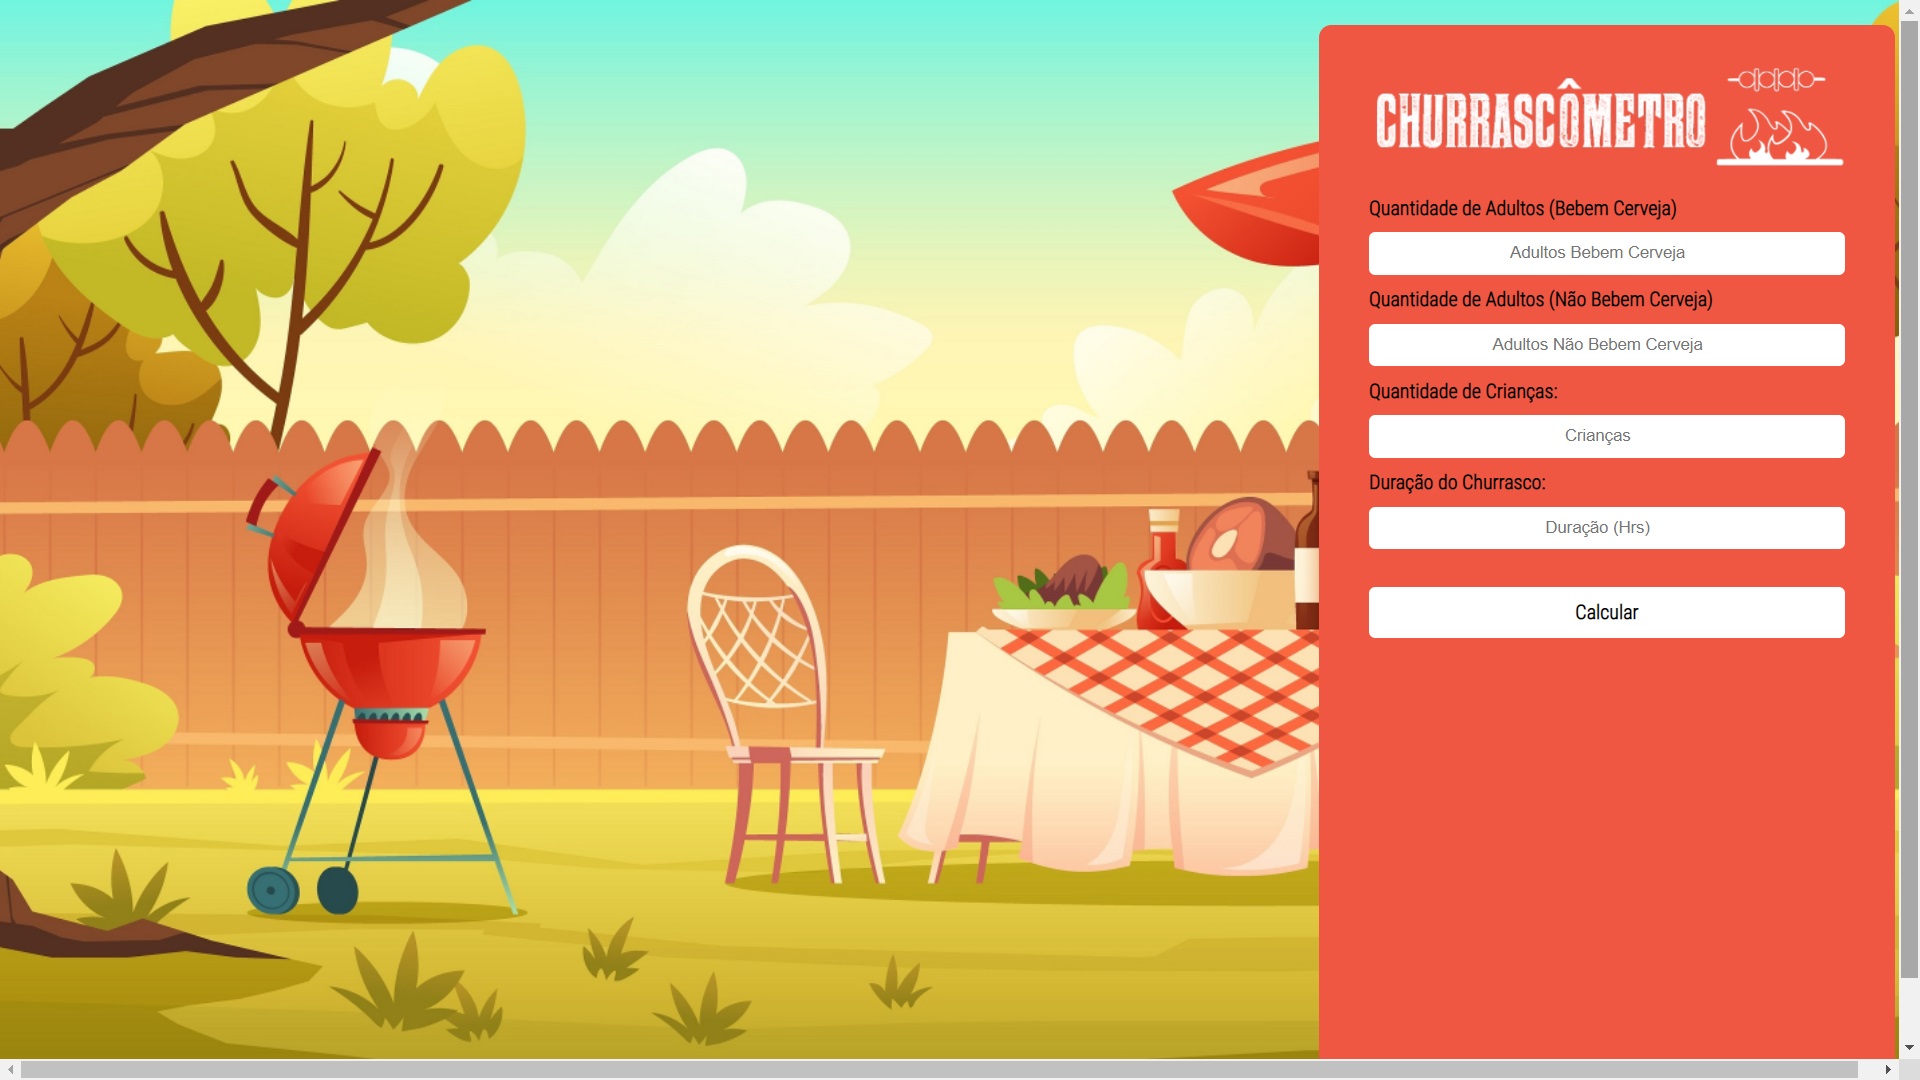 CHURRASCÔMETRO
Quantidade de Adultos (Bebem Cerveja)
Adultos Bebem Cerveja
Quantidade de Adultos (Não Bebem Cerveja)
Adultos Não Bebem Cerveja
Quantidade de Crianças:
Crianças
Duração do Churrasco:
Duração (Hrs)
Calcular